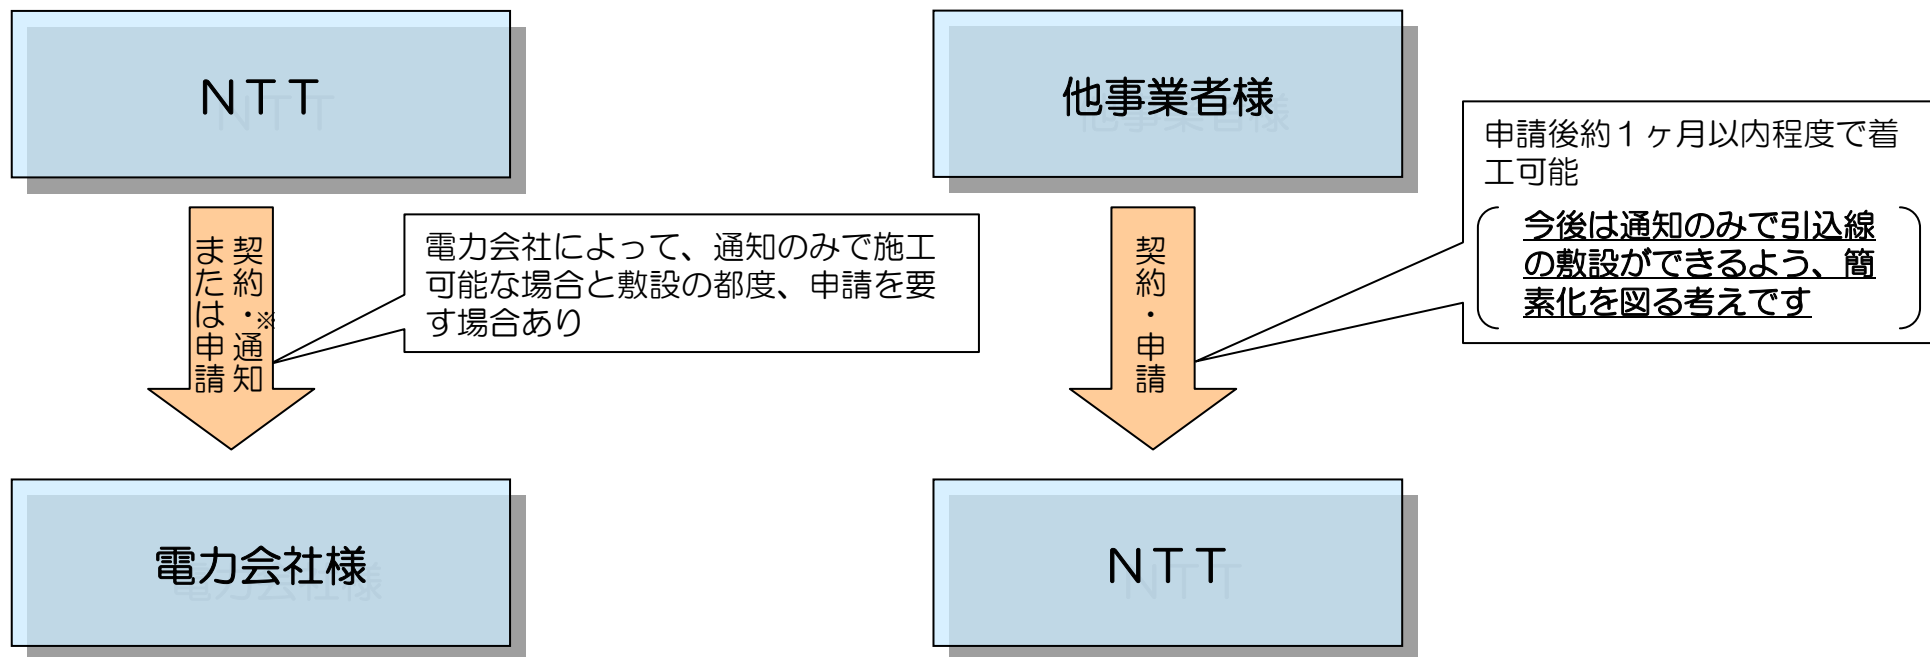 ＮＴＴ
契約・※通知
または申請
電力会社によって、通知のみで施工
可能な場合と敷設の都度、申請を要
す場合あり
電力会社様
他事業者様
契約・申請
申請後約１ヶ月以内程度で着
工可能
今後は通知のみで引込線
の敷設ができるよう、簡
素化を図る考えです
ＮＴＴ